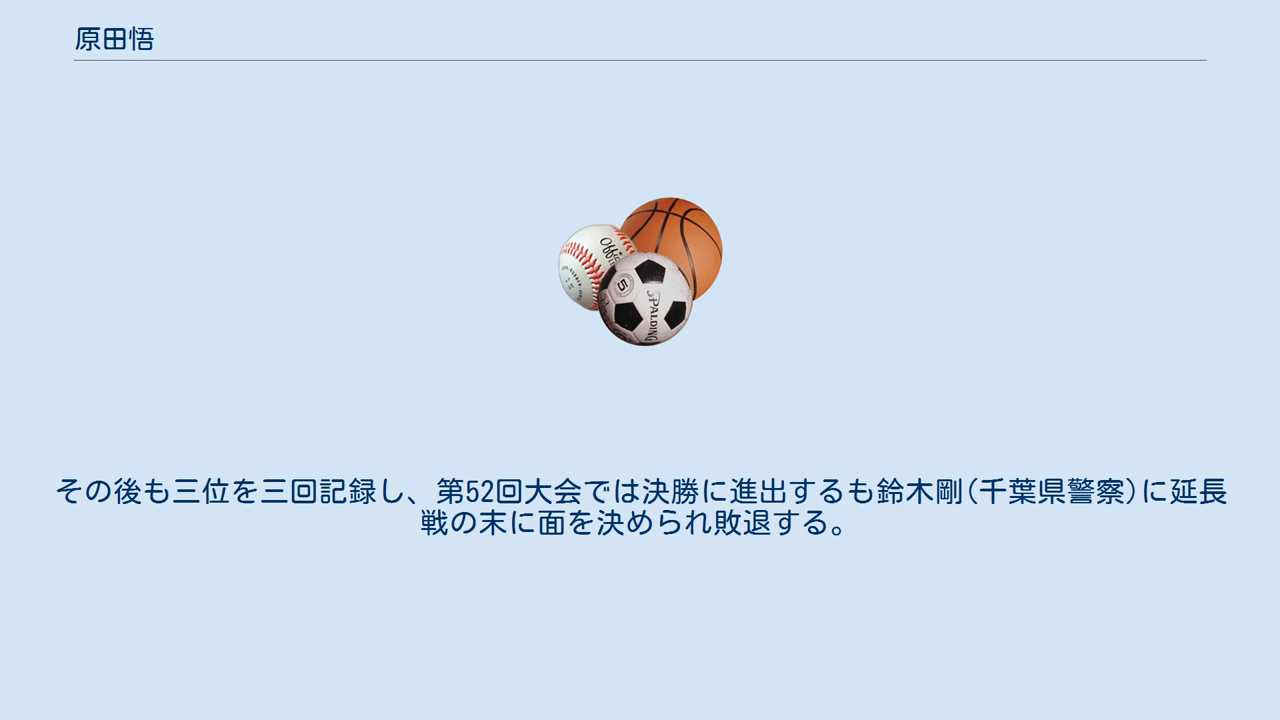 原田悟
その後も三位を三回記録し、第52回大会では決勝に進出するも鈴木剛(千葉県警察)に延長
戦の末に面を決められ敗退する。
SPALDING
5